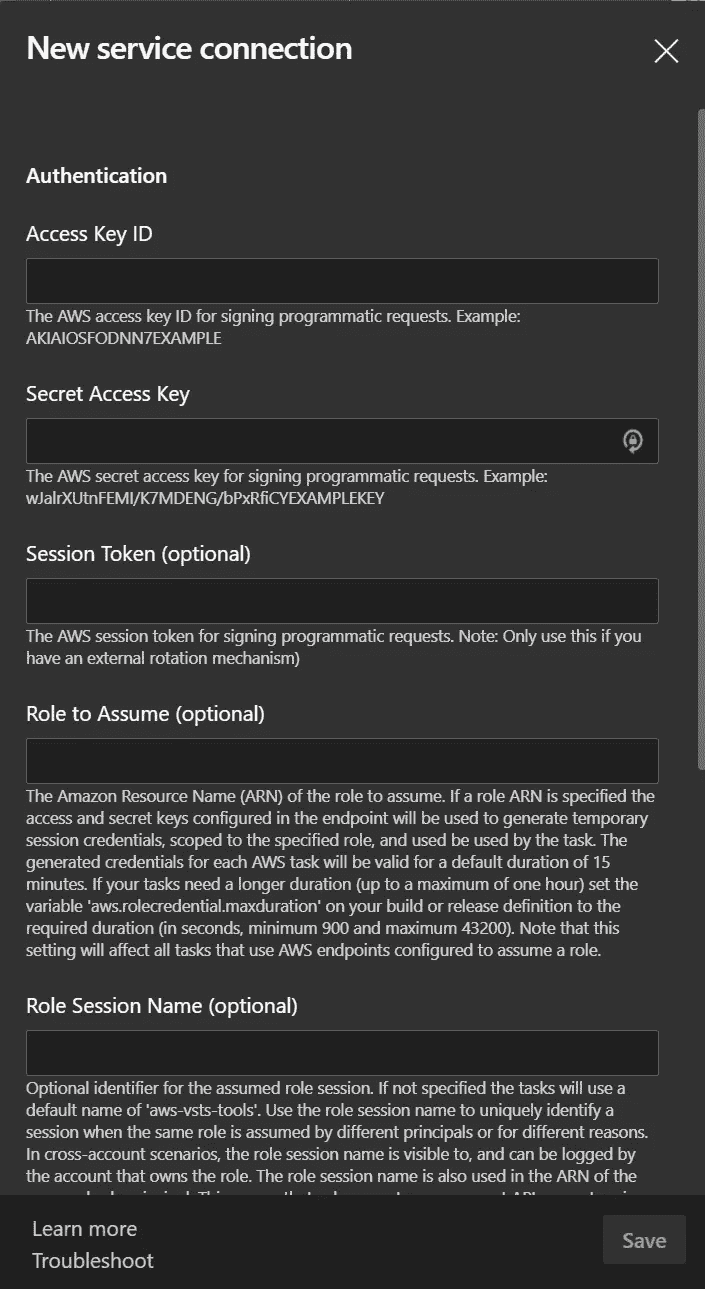 New service connection
Authentication
Access Key ID
The AWS access key ID for signing programmatic requests. Example:
AKIAIOSFODNN7EXAMPLE
Secret Access Key
The AWS secret access key for signing programmatic requests. Example:
wJalrXUtnFEMI/K7MDENG/bPxRfiCYEXAMPLEKEY
Session Token (optional)
The AWS session token for signing programmatic requests. Note: Only use this if you
have an external rotation mechanism)
Role to Assume (optional)
The Amazon Resource Name (ARN) of the role to assume. If a role ARN is specified the
access and secret keys configured in the endpoint will be used to generate temporary
session credentials, scoped to the specified role, and used be used by the task. The
generated credentials for each AWS task will be valid for a default duration of 15
minutes. If your tasks need a longer duration (up to a maximum of one hour) set the
variable 'aws.rolecredential.maxduration' on your build or release definition to the
required duration (in seconds, minimum 900 and maximum 43200). Note that this
setting will affect all tasks that use AWS endpoints configured to assume a role.
Role Session Name (optional)
Optional identifier for the assumed role session. If not specified the tasks will use a
default name of 'aws-vsts-tools'. Use the role session name to uniquely identify a
session when the same role is assumed by different principals or for different reasons.
In cross-account scenarios, the role session name is visible to, and can be logged by
the account that owns the role. The role session name is also used in the ARN of the
Learn more
Troubleshoot
Save